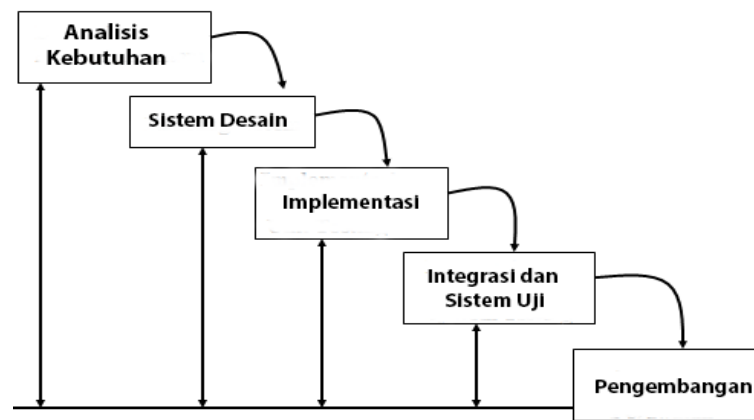 Analisis
Kebutuhan
Sistem Desain
Implementasi
Integrasi dan
Sistem Uji
Pengembangan